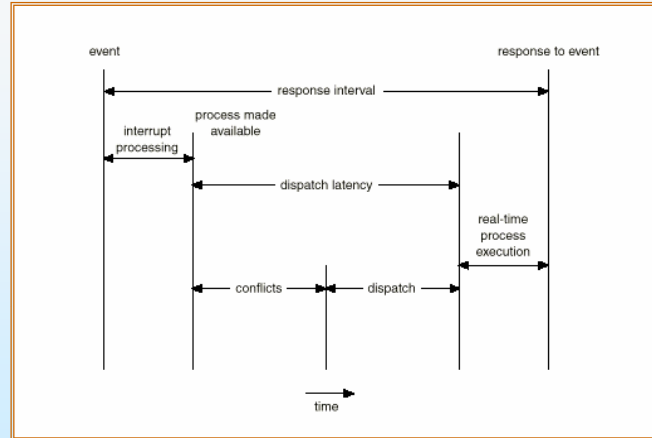 event
response to event
response interval
process made
available
interrupt
processing
dispatch latency
real-time
process
execution
conflicts
dispatch
time